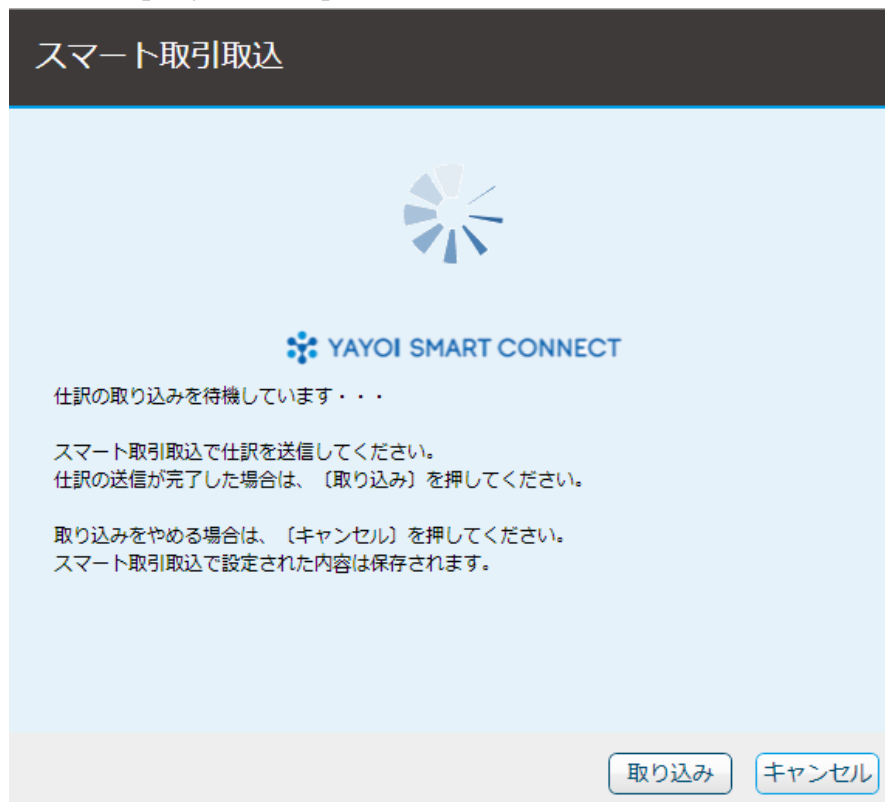 スマート取引取込
YAYOI SMART CONNECT
仕訳の取り込みを待機しています・・・
スマート取引取込で仕訳を送信してください。
仕訳の送信が完了した場合は、〔取り込み〕を押してください。
取り込みをやめる場合は、〔キャンセル〕を押してください。
スマート取引取込で設定された内容は保存されます。
取り込み キャンセル